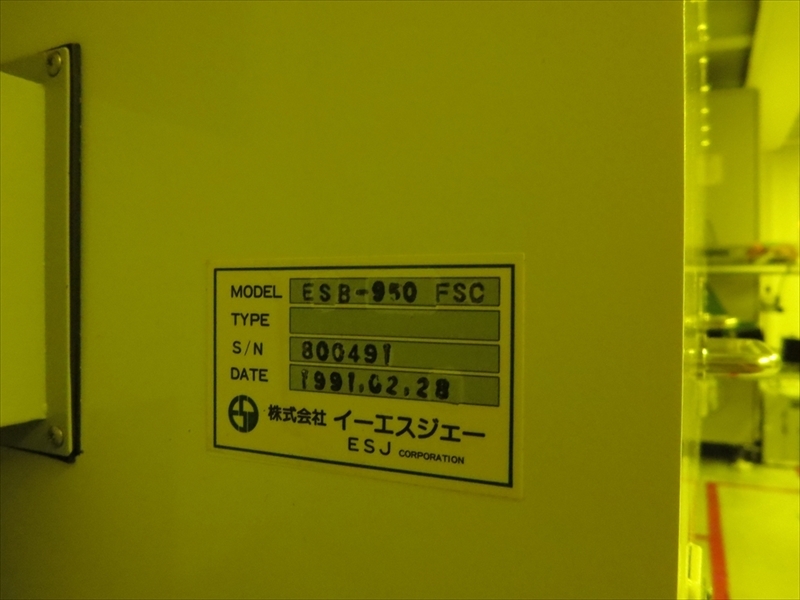 MODEL ESB-950 FSC
TYPE
S/N 800491
DATE 1991.02.28
株式会社 イーエスジェー
ESJ CORPORATION